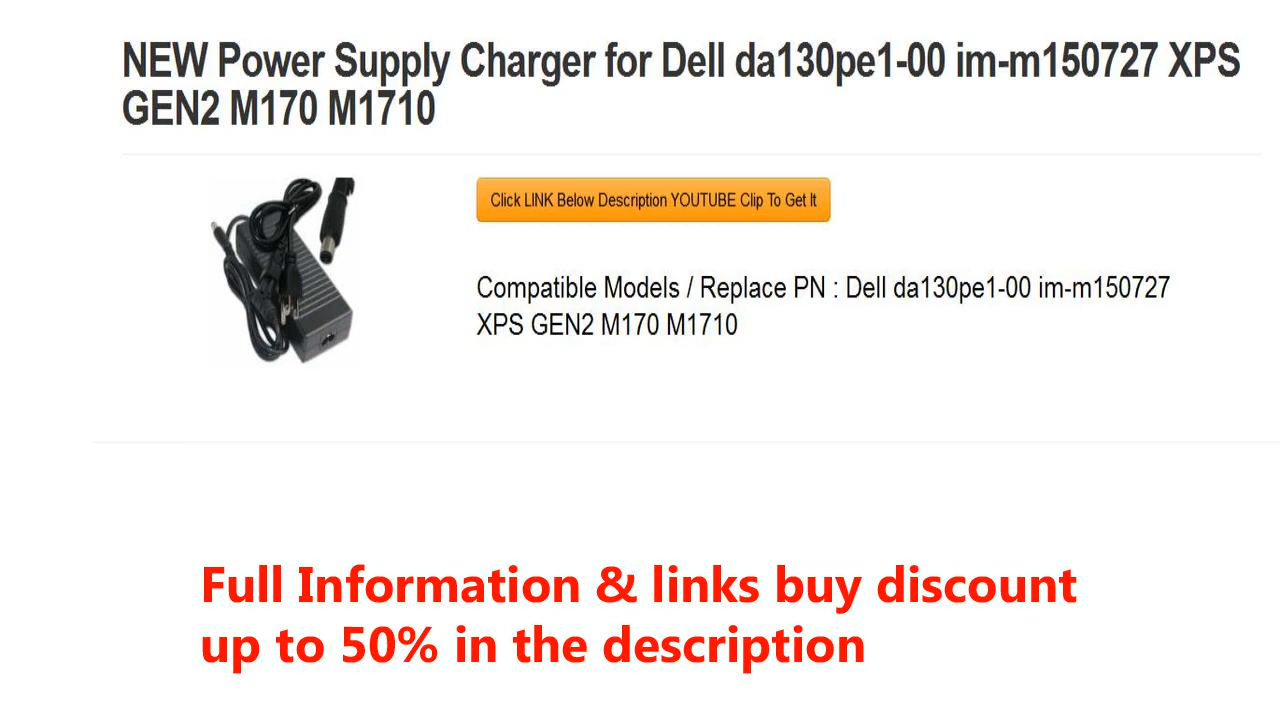 NEW Power Supply Charger for Dell da130pe1-00 im-m150727 XPS
GEN2 M170 M1710
Click LINK Below Description YOUTUBE Clip To Get It
Compatible Models / Replace PN : Dell da130pe1-00 im-m150727
XPS GEN2 M170 M1710
Full Information & links buy discount
up to 50% in the description